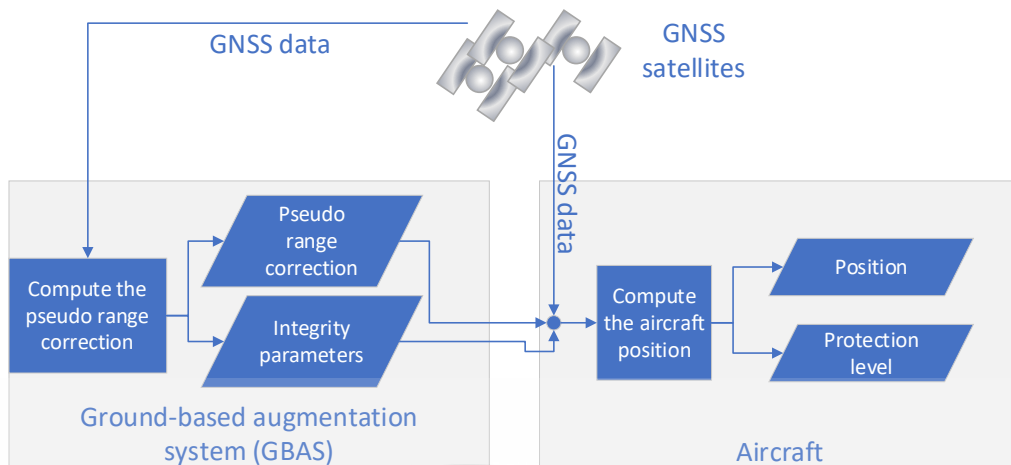 GNSS data
GNSS
satellites
GNSS data
Pseudo
range
correction
Compute the
pseudo range
correction
Integrity
parameters
Compute
the aircraft
position
Position
Protection
level
Ground-based augmentation
system (GBAS)
Aircraft